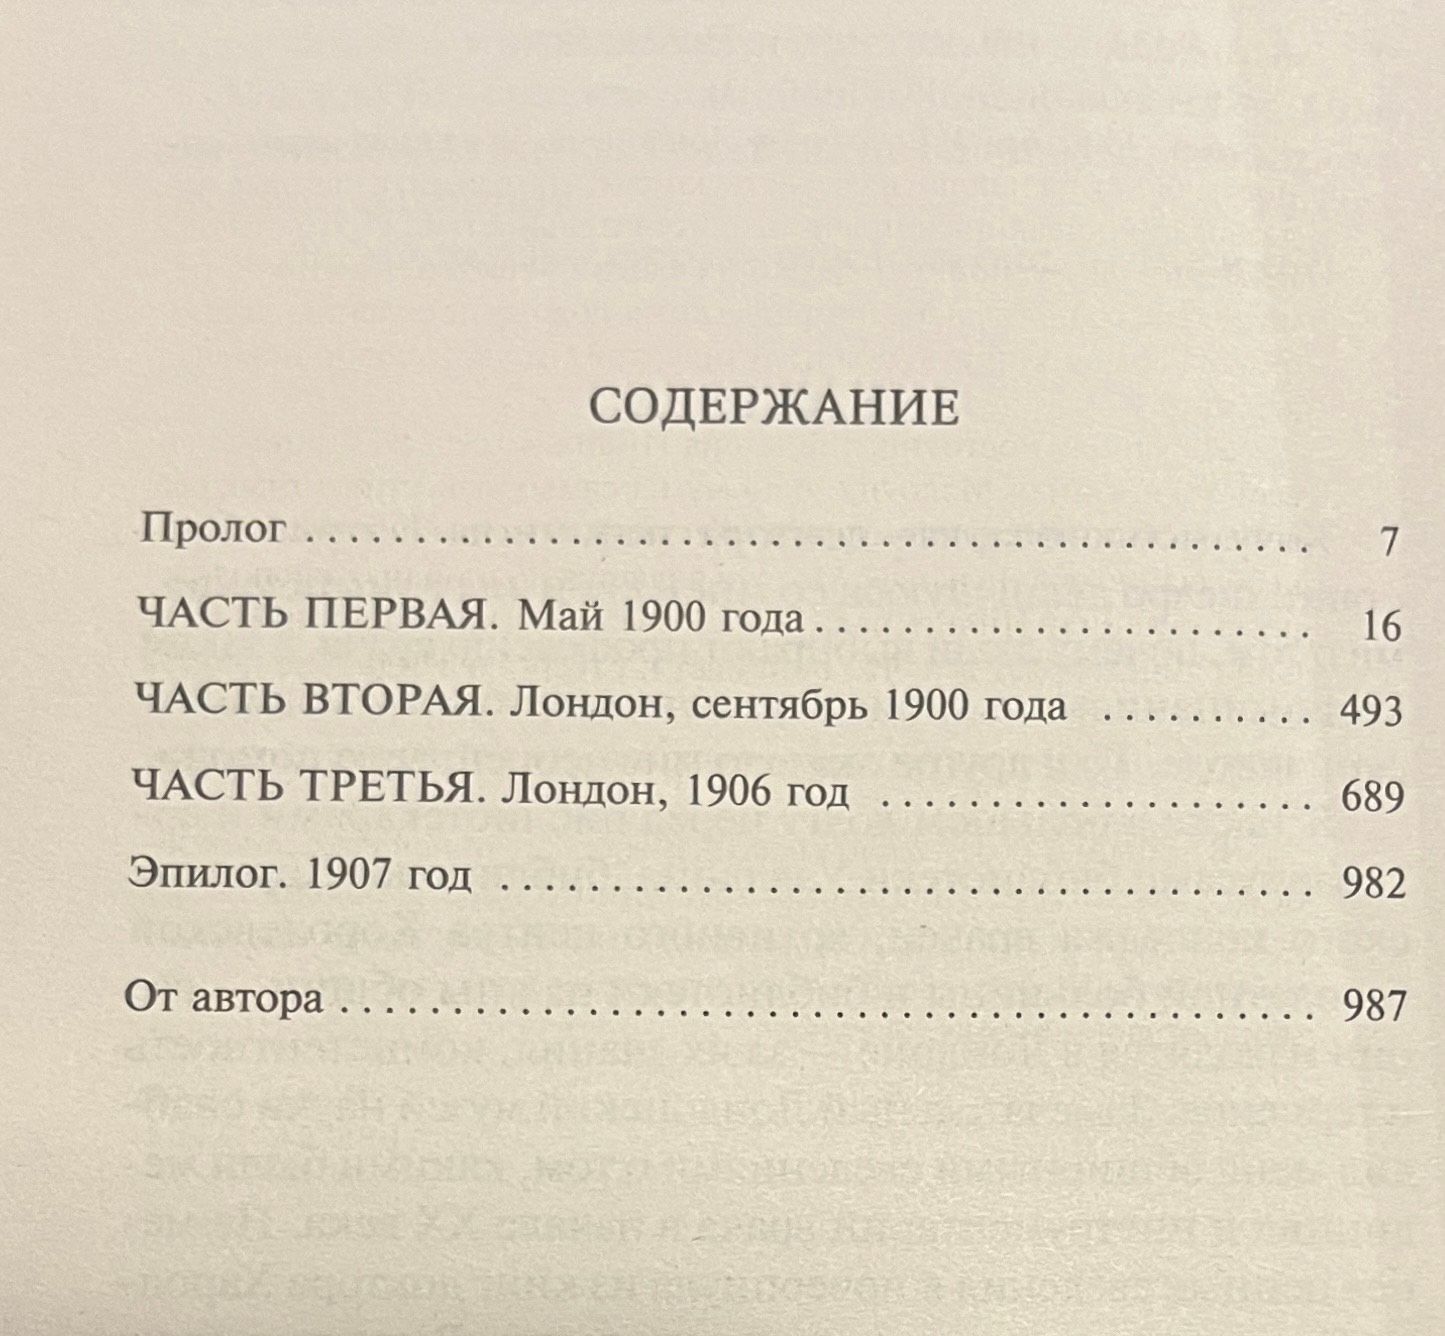 СОДЕРЖАНИЕ
Пролог . . . . . . . . . . . . . . . . . . . . . . . . . . . . . . . . . . . . . . . . . . . . . 7
ЧАСТЬ ПЕРВАЯ. Май 1900 года . . . . . . . . . . . . . . . . . . . . . . . 16
ЧАСТЬ ВТОРАЯ. Лондон, сентябрь 1900 года . . . . . . . . . . 493
ЧАСТЬ ТРЕТЬЯ. Лондон, 1906 год . . . . . . . . . . . . . . . . . . . . 689
Эпилог. 1907 год . . . . . . . . . . . . . . . . . . . . . . . . . . . . . . . . . . . . . 982
От автора . . . . . . . . . . . . . . . . . . . . . . . . . . . . . . . . . . . . . . . . . . . 987